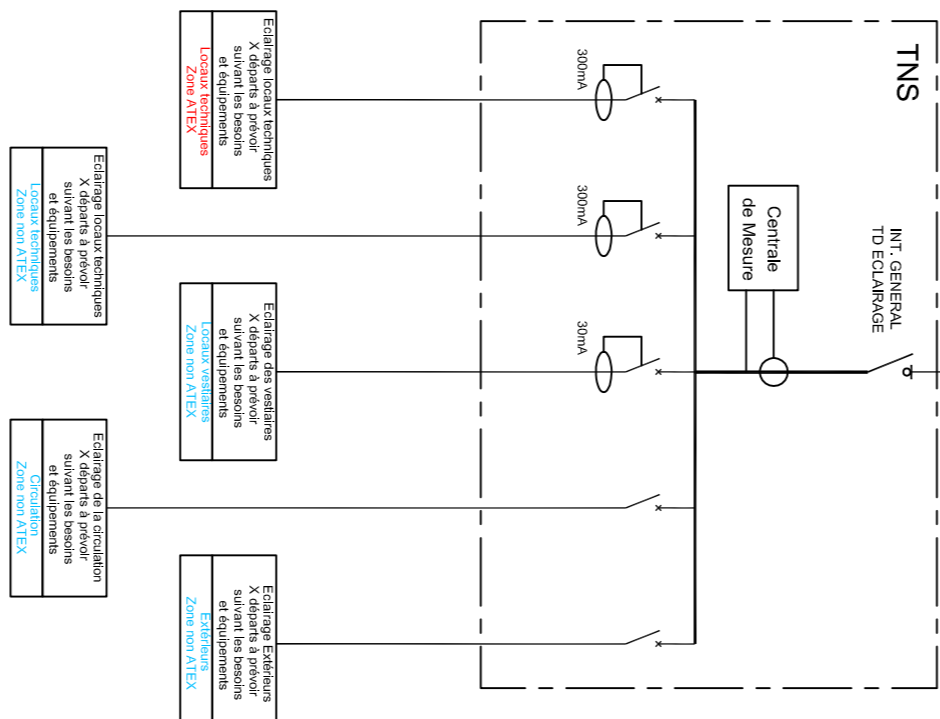 TNS
INT. GENERAL
TD ECLAIRAGE
Centrale
de Mesure
300mA
300mA
30mA
Eclairage locaux techniques
X départs à prévoir
suivant les besoins
et équipements
Locaux techniques
Zone ATEX
Eclairage locaux techniques
X départs à prévoir
suivant les besoins
et équipements
Locaux techniques
Zone non ATEX
Eclairage des vestiaires
X départs à prévoir
suivant les besoins
et équipements
Locaux vestiaires
Zone non ATEX
Eclairage de la circulation
X départs à prévoir
suivant les besoins
et équipements
Circulation
Zone non ATEX
Eclairage Extérieurs
X départs à prévoir
suivant les besoins
et équipements
Extérieurs
Zone non ATEX